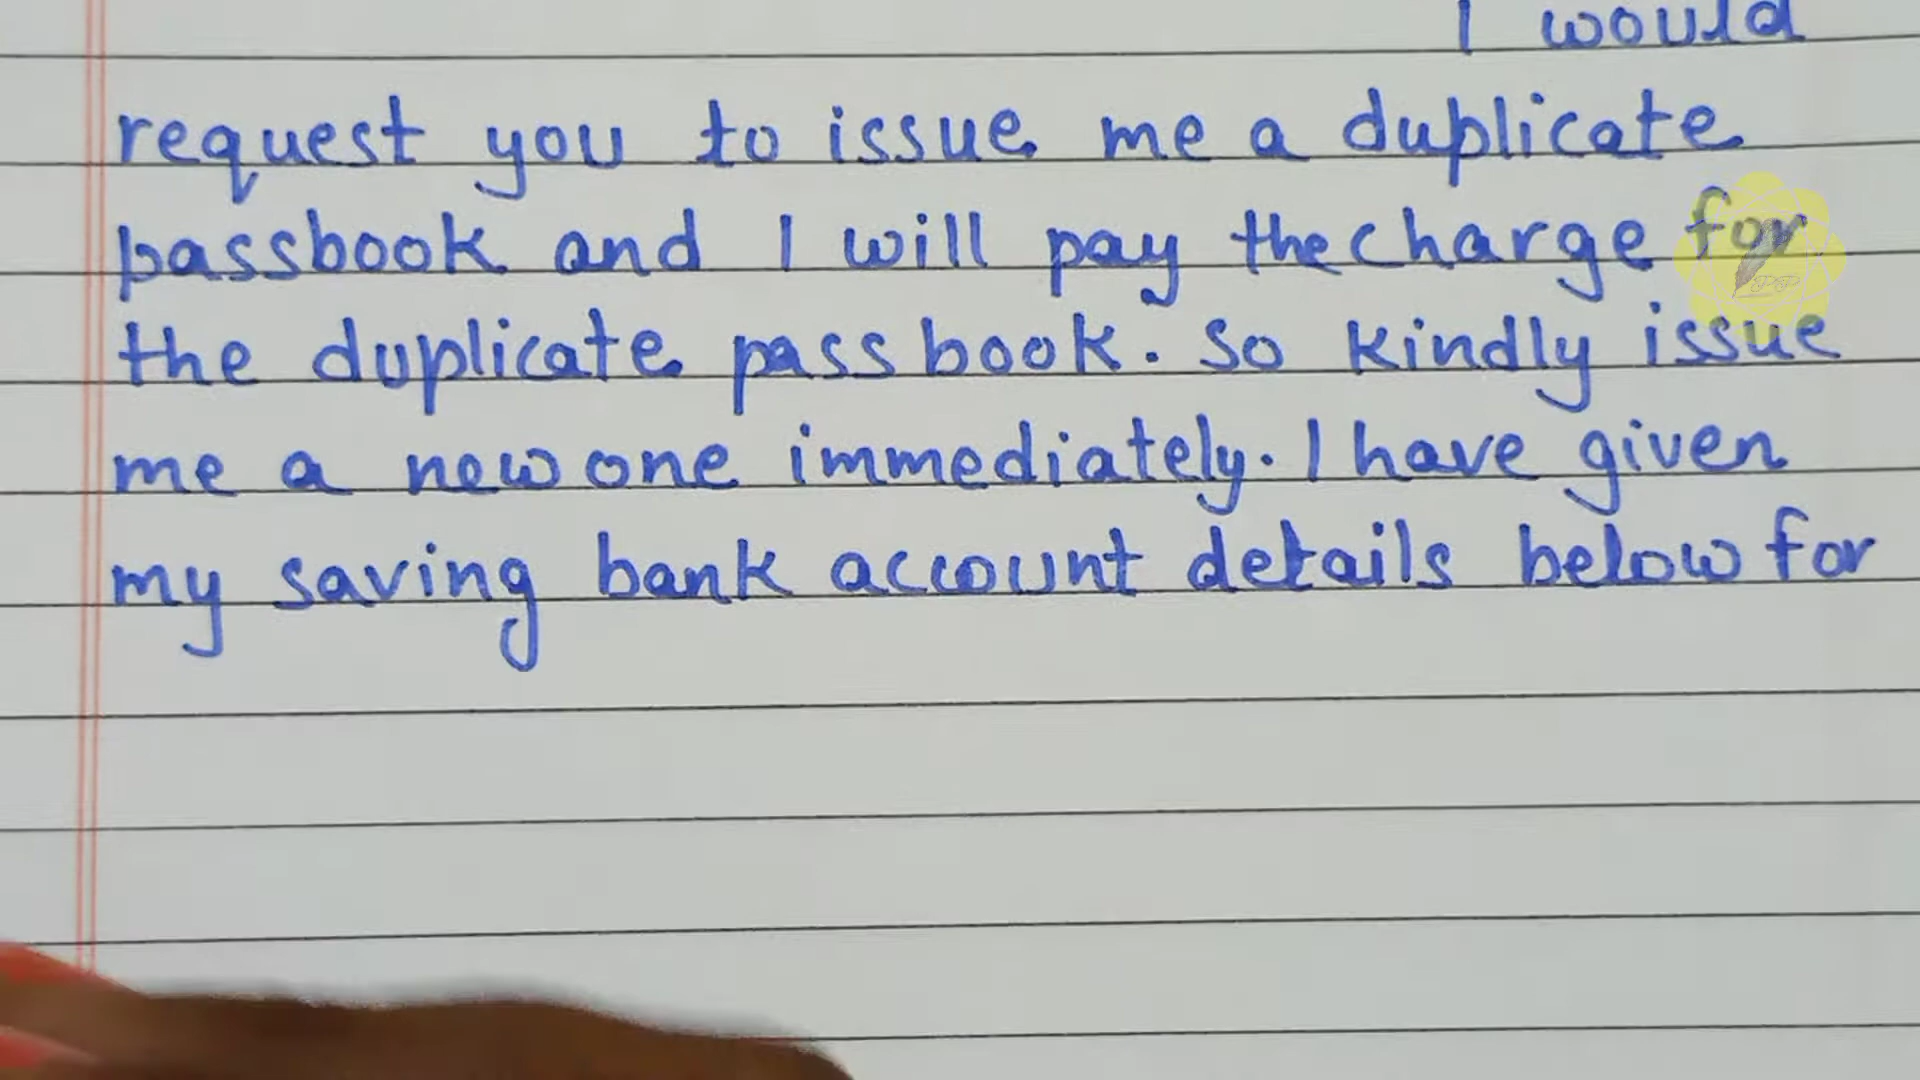 I would
request you to issue me a duplicate
passbook and I will pay the charge for
the duplicate pass book. So kindly issue
me a new one immediately. I have given
my saving bank account details below for
PP